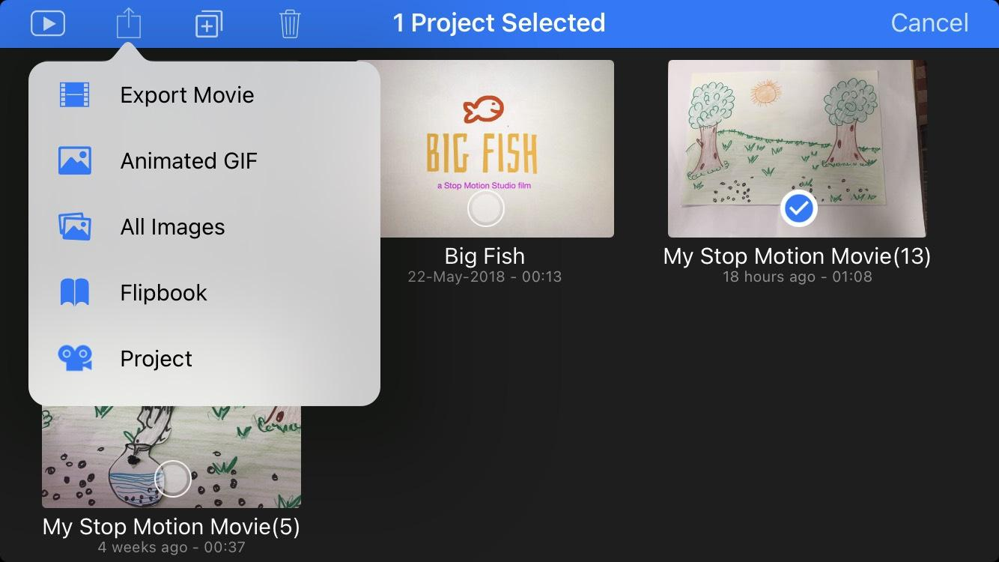 1 Project Selected
Cancel
Export Movie
Animated GIF
All Images
Flipbook
Project
BIG FISH
a Stop Motion Studio film
Big Fish
22-May-2018 - 00:13
My Stop Motion Movie(13)
18 hours ago - 01:08
My Stop Motion Movie(5)
4 weeks ago - 00:37